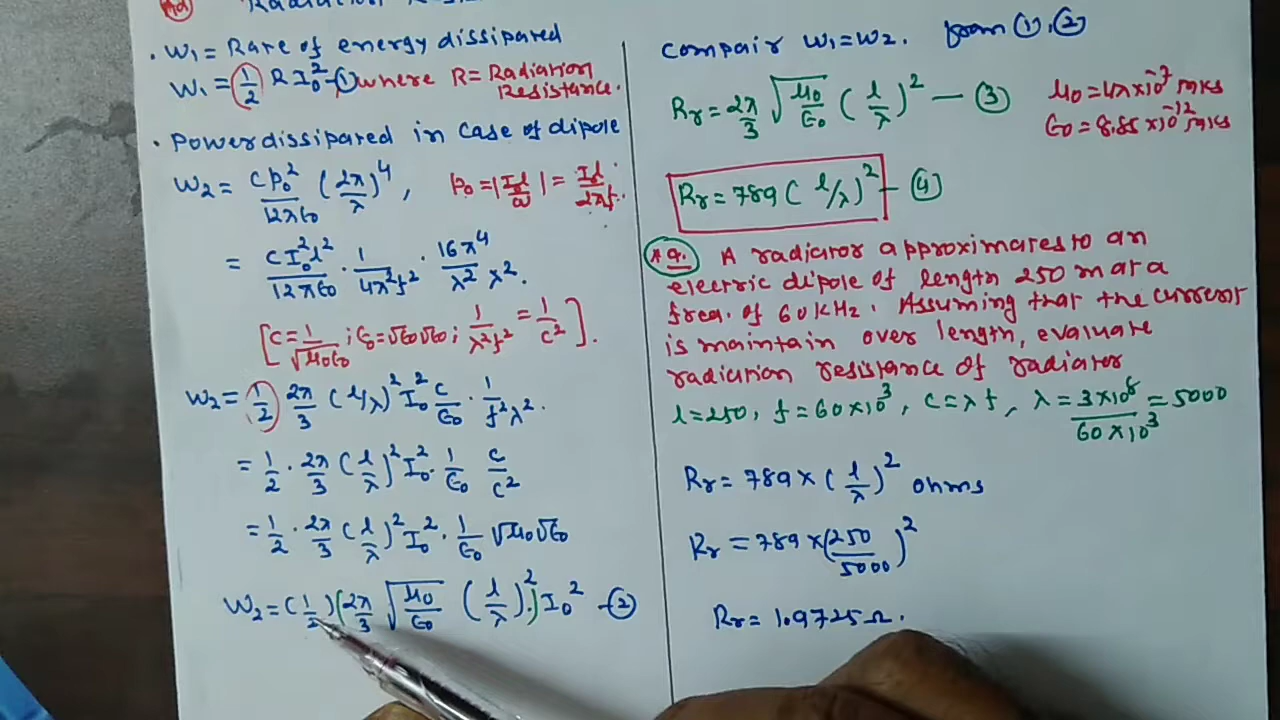 • W1 = Rate of energy dissipated
W1 = 1/2 R I0² - ① where R = Radiation
Resistance.
• Power dissipated in case of dipole
W2 = CP0²/12πϵ0 (2π/λ)⁴, P0 = |I0l/ω| = I0l/2πf.
= CI0²l²/12πϵ0 · 1/4π²f² · 16π⁴/λ² λ².
[C = 1/√μ0ϵ0 ; ϵ0 = √ϵ0√ϵ0 ; 1/λ²f² = 1/c²].
W2 = 1/2 2π/3 (l/λ)² I0² C/ϵ0 · 1/f²λ².
= 1/2 · 2π/3 (l/λ)² I0² · 1/ϵ0 C/C²
= 1/2 · 2π/3 (l/λ)² I0² · 1/ϵ0 √μ0√ϵ0
W2 = (1/2)(2π/3 √μ0/ϵ0 (l/λ)².) I0² - ②
Compair W1 = W2. from ①,②
Rr = 2π/3 √μ0/ϵ0 (l/λ)² — ③
μ0 = 4π×10⁻⁷ mks
ϵ0 = 8.85×10⁻¹² mks
Rr = 789 (l/λ)² - ④
*Q. A radiator approximates to an
electric dipole of length 250 m at a
freq. of 60 KHz. Assuming that the current
is maintain over length, evaluate
radiation resistance of radiator
l = 250, f = 60×10³, C = λf, λ = 3×10⁸/60×10³ = 5000
Rr = 789 × (l/λ)² ohms
Rr = 789 × (250/5000)²
Rr = 1.9725Ω.